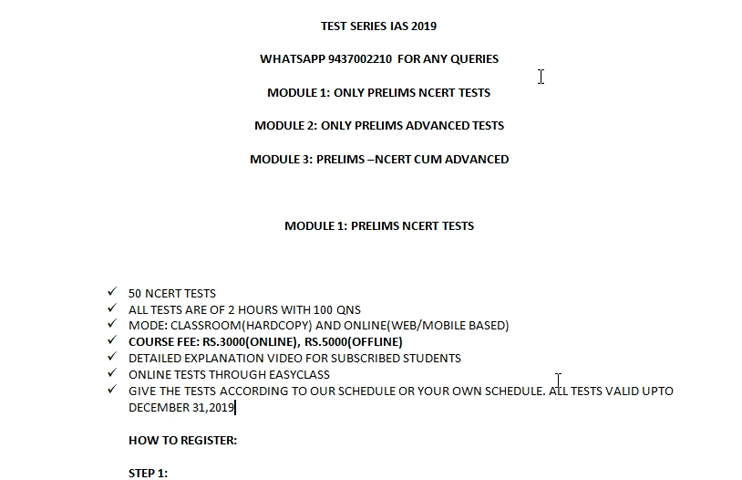 TEST SERIES IAS 2019
WHATSAPP 9437002210 FOR ANY QUERIES
MODULE 1: ONLY PRELIMS NCERT TESTS
MODULE 2: ONLY PRELIMS ADVANCED TESTS
MODULE 3: PRELIMS –NCERT CUM ADVANCED
MODULE 1: PRELIMS NCERT TESTS
✓ 50 NCERT TESTS
✓ ALL TESTS ARE OF 2 HOURS WITH 100 QNS
✓ MODE: CLASSROOM(HARDCOPY) AND ONLINE(WEB/MOBILE BASED)
✓ COURSE FEE: RS.3000(ONLINE), RS.5000(OFFLINE)
✓ DETAILED EXPLANATION VIDEO FOR SUBSCRIBED STUDENTS
✓ ONLINE TESTS THROUGH EASYCLASS
✓ GIVE THE TESTS ACCORDING TO OUR SCHEDULE OR YOUR OWN SCHEDULE. ALL TESTS VALID UPTO
DECEMBER 31,2019
HOW TO REGISTER:
STEP 1: